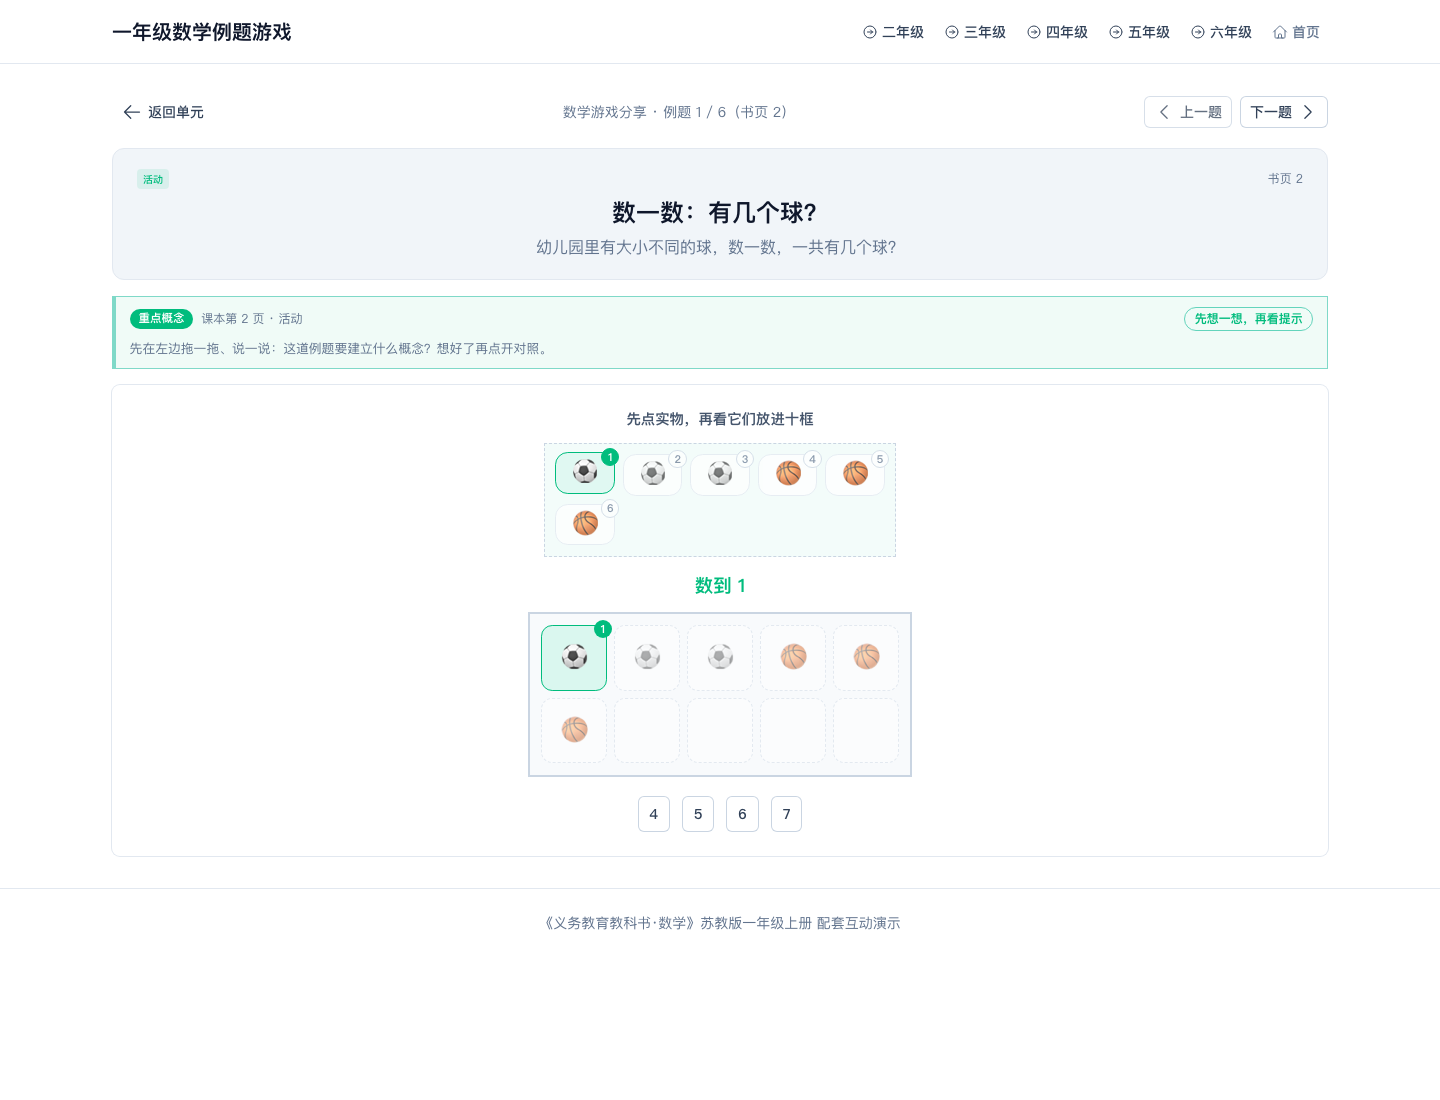 一年级数学例题游戏
二年级 三年级 四年级 五年级 六年级 首页
返回单元
数学游戏分享 · 例题 1 / 6（书页 2）
上一题 下一题
活动
书页 2
数一数：有几个球？
幼儿园里有大小不同的球，数一数，一共有几个球？
重点概念 课本第 2 页 · 活动
先想一想，再看提示
先在左边拖一拖、说一说：这道例题要建立什么概念？想好了再点开对照。
先点实物，再看它们放进十框
1 2 3 4 5
6
数到 1
1
4 5 6 7
《义务教育教科书·数学》苏教版一年级上册 配套互动演示